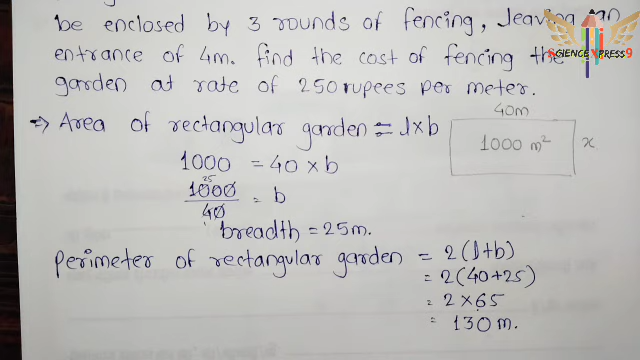 be enclosed by 3 rounds of fencing, leaving an
SCIENCE XPRESS 9
entrance of 4m. find the cost of fencing the
garden at rate of 250 rupees per meter.
40m
⇒ Area of rectangular garden = l×b
1000 m² x
1000 = 40 × b
25
1000/40 = b
breadth = 25m.
Perimeter of rectangular garden = 2(l+b)
= 2(40+25)
= 2×65
= 130 m.